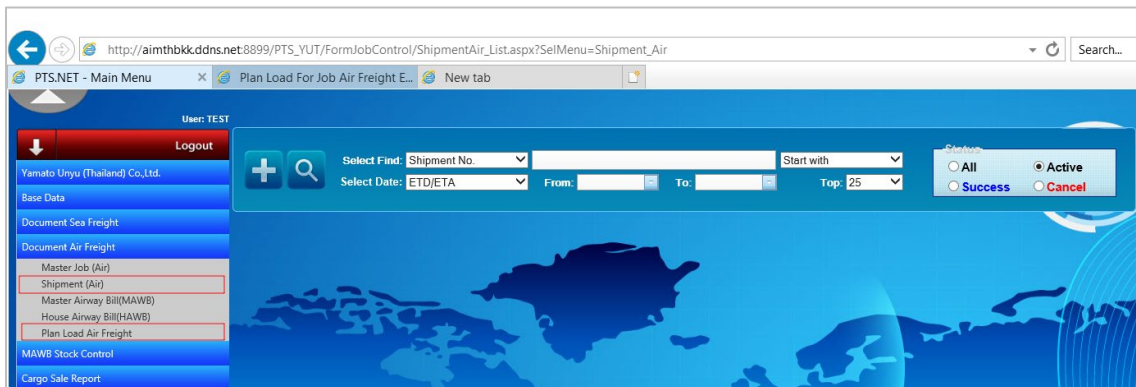 http://aimthbkk.ddns.net:8899/PTS_YUT/FormJobControl/ShipmentAir_List.aspx?SelMenu=Shipment_Air
Search...
PTS.NET - Main Menu
Plan Load For Job Air Freight E...
New tab
User: TEST
Logout
Yamato Unyu (Thailand) Co.,Ltd.
Base Data
Document Sea Freight
Document Air Freight
Master Job (Air)
Shipment (Air)
Master Airway Bill(MAWB)
House Airway Bill(HAWB)
Plan Load Air Freight
MAWB Stock Control
Cargo Sale Report
Select Find: Shipment No. Start with
Select Date: ETD/ETA From: To: Top: 25
Status
All Active
Success Cancel